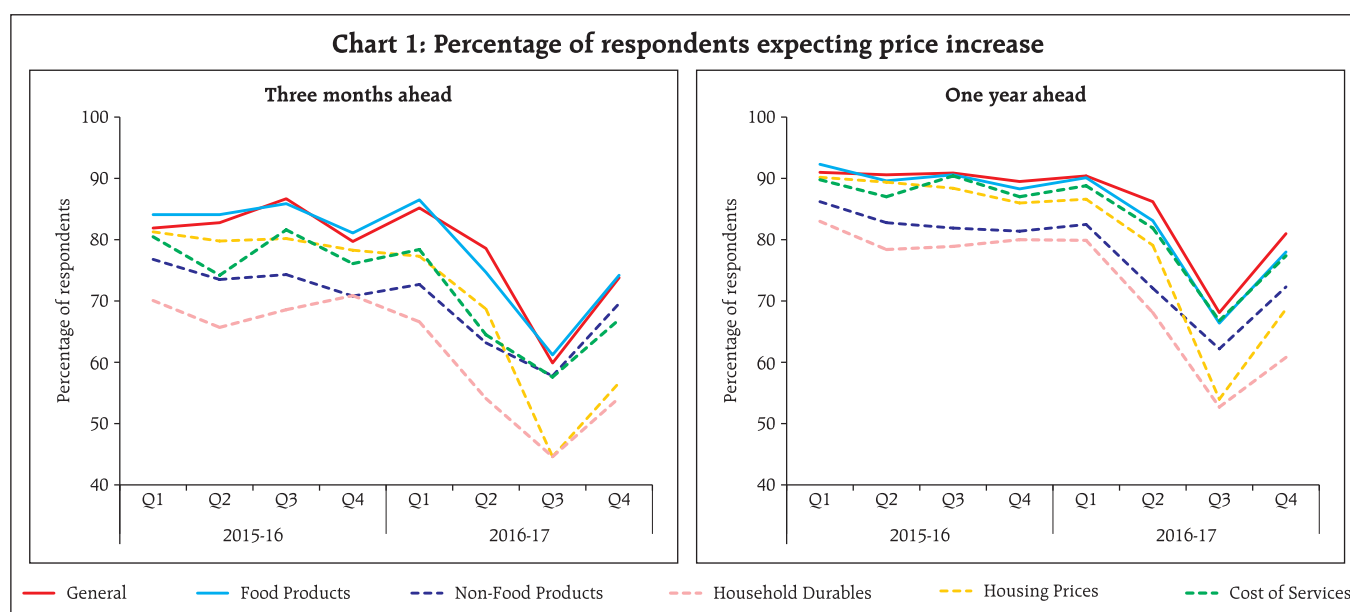 Chart 1: Percentage of respondents expecting price increase
Three months ahead
Percentage of respondents
100
90
80
70
60
50
40
Q1 Q2 Q3 Q4 Q1 Q2 Q3 Q4
2015-16 2016-17
One year ahead
Percentage of respondents
100
90
80
70
60
50
40
Q1 Q2 Q3 Q4 Q1 Q2 Q3 Q4
2015-16 2016-17
General Food Products Non-Food Products Household Durables Housing Prices Cost of Services